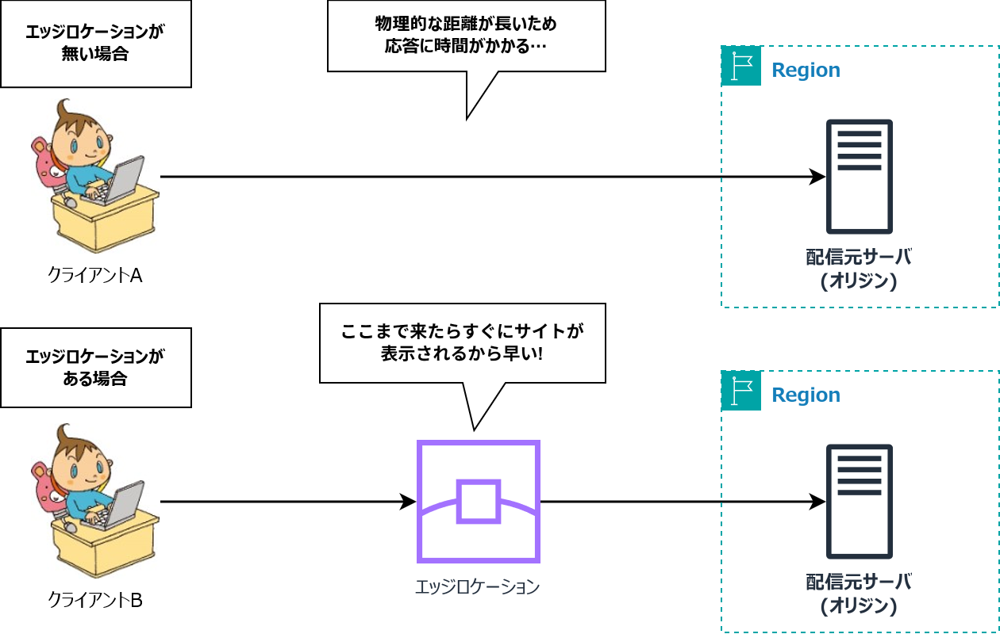 エッジロケーションが
無い場合
物理的な距離が長いため
応答に時間がかかる…
Region
クライアントA
配信元サーバ
(オリジン)
エッジロケーションが
ある場合
ここまで来たらすぐにサイトが
表示されるから早い!
Region
クライアントB
エッジロケーション
配信元サーバ
(オリジン)